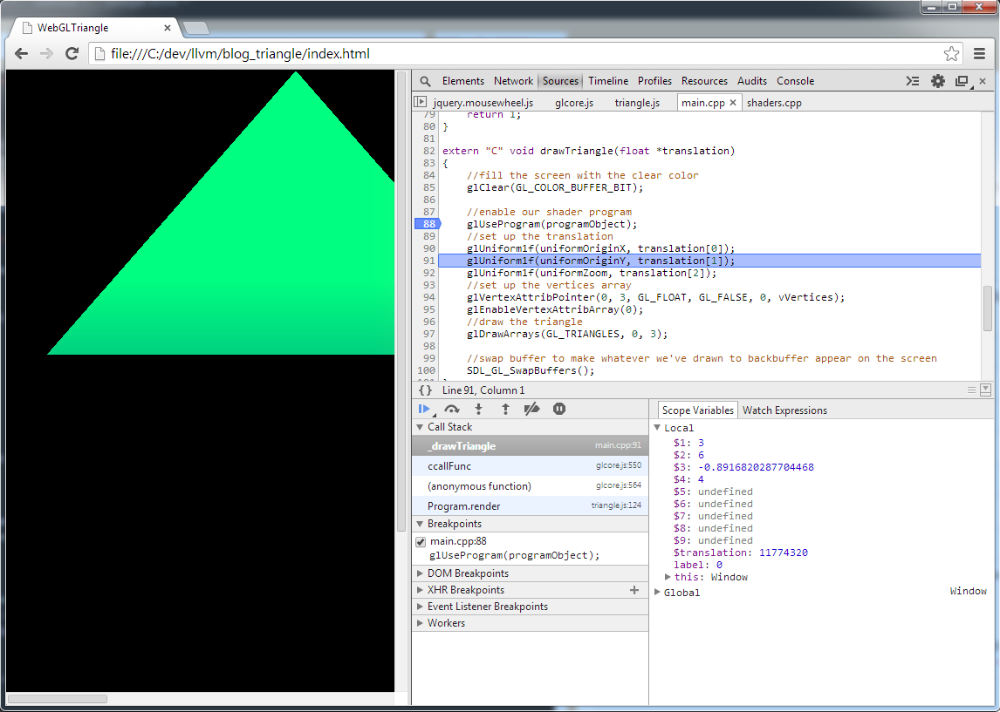 WebGLTriangle
file:///C:/dev/llvm/blog_triangle/index.html
Elements Network Sources Timeline Profiles Resources Audits Console
jquery.mousewheel.js glcore.js triangle.js main.cpp shaders.cpp
79 return 1;
80 }
81
82 extern "C" void drawTriangle(float *translation)
83 {
84 //fill the screen with the clear color
85 glClear(GL_COLOR_BUFFER_BIT);
86
87 //enable our shader program
88 glUseProgram(programObject);
89 //set up the translation
90 glUniform1f(uniformOriginX, translation[0]);
91 glUniform1f(uniformOriginY, translation[1]);
92 glUniform1f(uniformZoom, translation[2]);
93 //set up the vertices array
94 glVertexAttribPointer(0, 3, GL_FLOAT, GL_FALSE, 0, vVertices);
95 glEnableVertexAttribArray(0);
96 //draw the triangle
97 glDrawArrays(GL_TRIANGLES, 0, 3);
98
99 //swap buffer to make whatever we've drawn to backbuffer appear on the screen
100 SDL_GL_SwapBuffers();
{} Line 91, Column 1
Call Stack
_drawTriangle main.cpp:91
ccallFunc glcore.js:550
(anonymous function) glcore.js:564
Program.render triangle.js:124
Breakpoints
main.cpp:88
glUseProgram(programObject);
DOM Breakpoints
XHR Breakpoints
Event Listener Breakpoints
Workers
Scope Variables Watch Expressions
Local
$1: 3
$2: 6
$3: -0.8916820287704468
$4: 4
$5: undefined
$6: undefined
$7: undefined
$8: undefined
$9: undefined
$translation: 11774320
label: 0
this: Window
Global Window